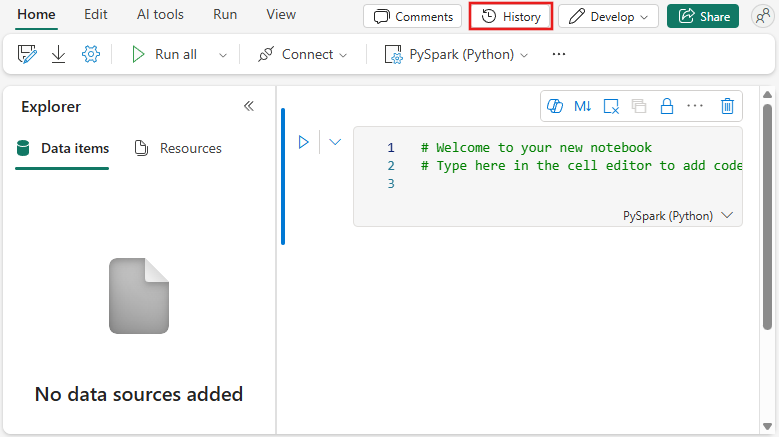 Home Edit AI tools Run View Comments History Develop Share
Run all Connect PySpark (Python) ...
Explorer
Data items Resources
No data sources added
M↓ ...
1 # Welcome to your new notebook
2 # Type here in the cell editor to add code
3
PySpark (Python)